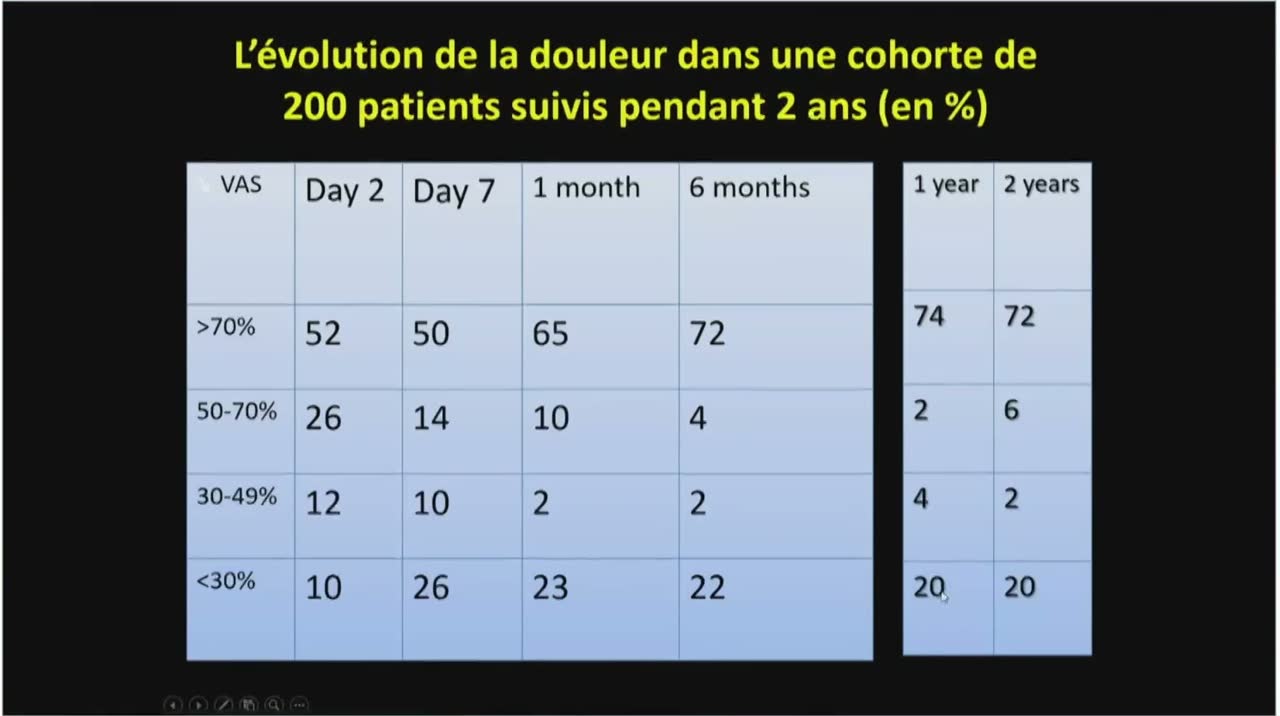 L'évolution de la douleur dans une cohorte de
200 patients suivis pendant 2 ans (en %)
VAS Day 2 Day 7 1 month 6 months 1 year 2 years
>70% 52 50 65 72 74 72
50-70% 26 14 10 4 2 6
30-49% 12 10 2 2 4 2
<30% 10 26 23 22 20 20